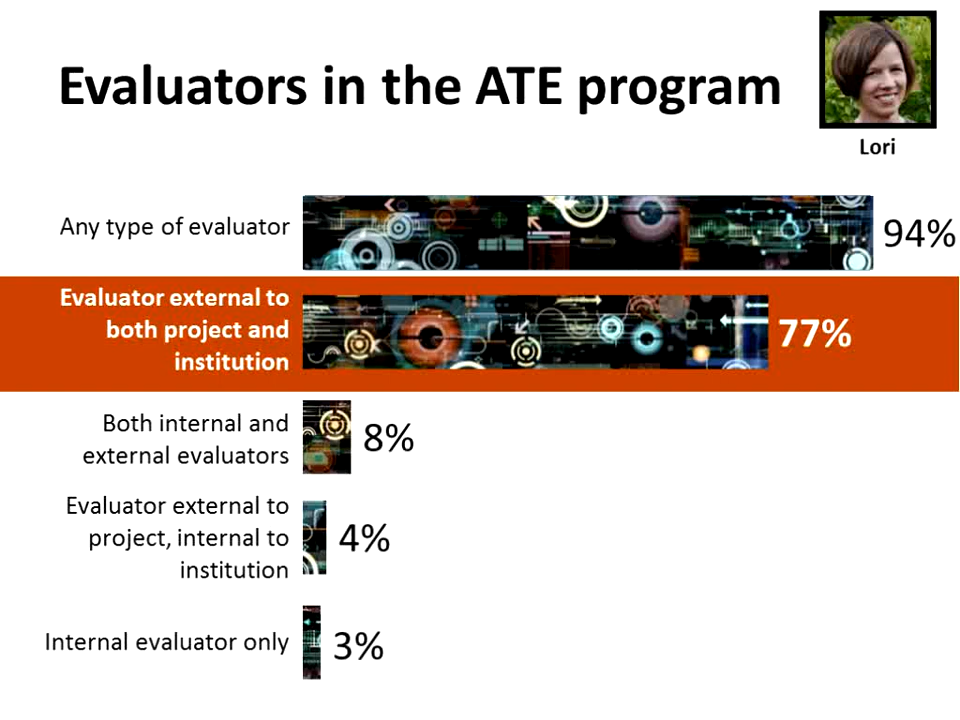 Evaluators in the ATE program
Lori
Any type of evaluator
94%
Evaluator external to
both project and
institution
77%
Both internal and
external evaluators
8%
Evaluator external to
project, internal to
institution
4%
Internal evaluator only
3%